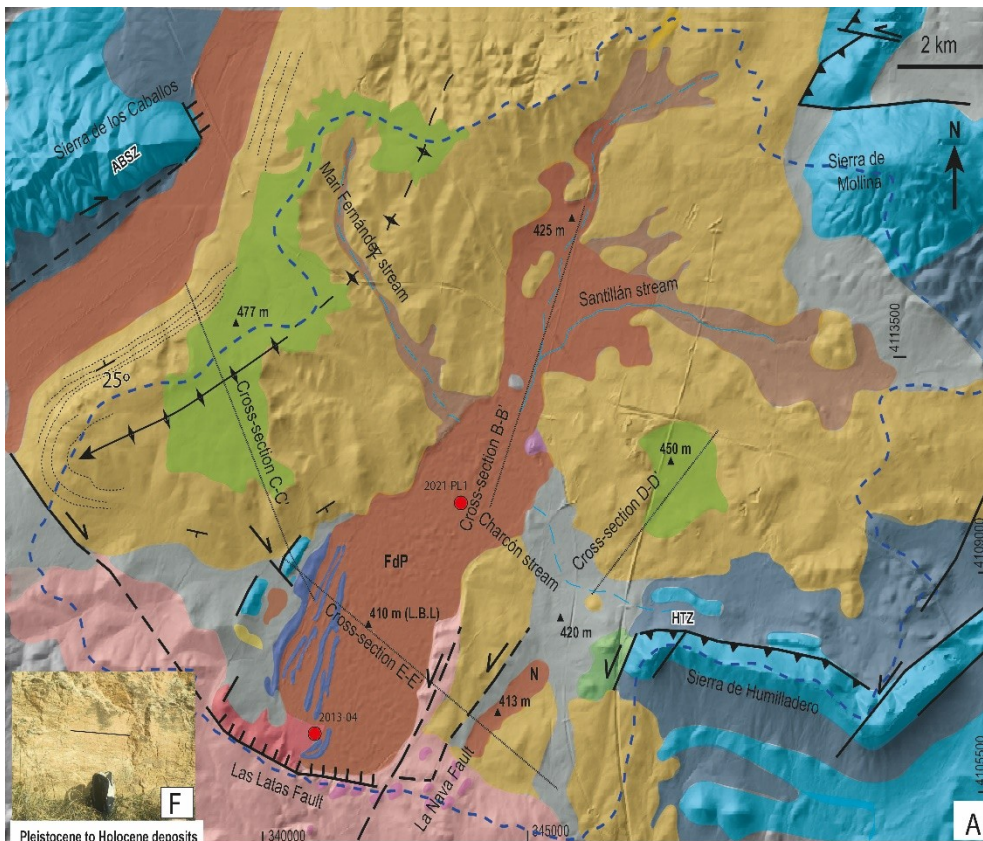 2 km
N
Sierra de los Caballos
ABSZ
Sierra de
Mollina
Mari Fernández stream
425 m
Santillán stream
4113500
477 m
25º
Cross-section C-C'
Cross-section B-B'
450 m
2021 PL1
Cross-section D-D'
Charcón stream
FdP
4109000
410 m (L.B.L)
Cross-section E-E'
420 m
HTZ
N
Sierra de Humilladero
413 m
2013 04
La Nava Fault
Las Latas Fault
4105500
F
340000
345000
A
Pleistocene to Holocene deposits